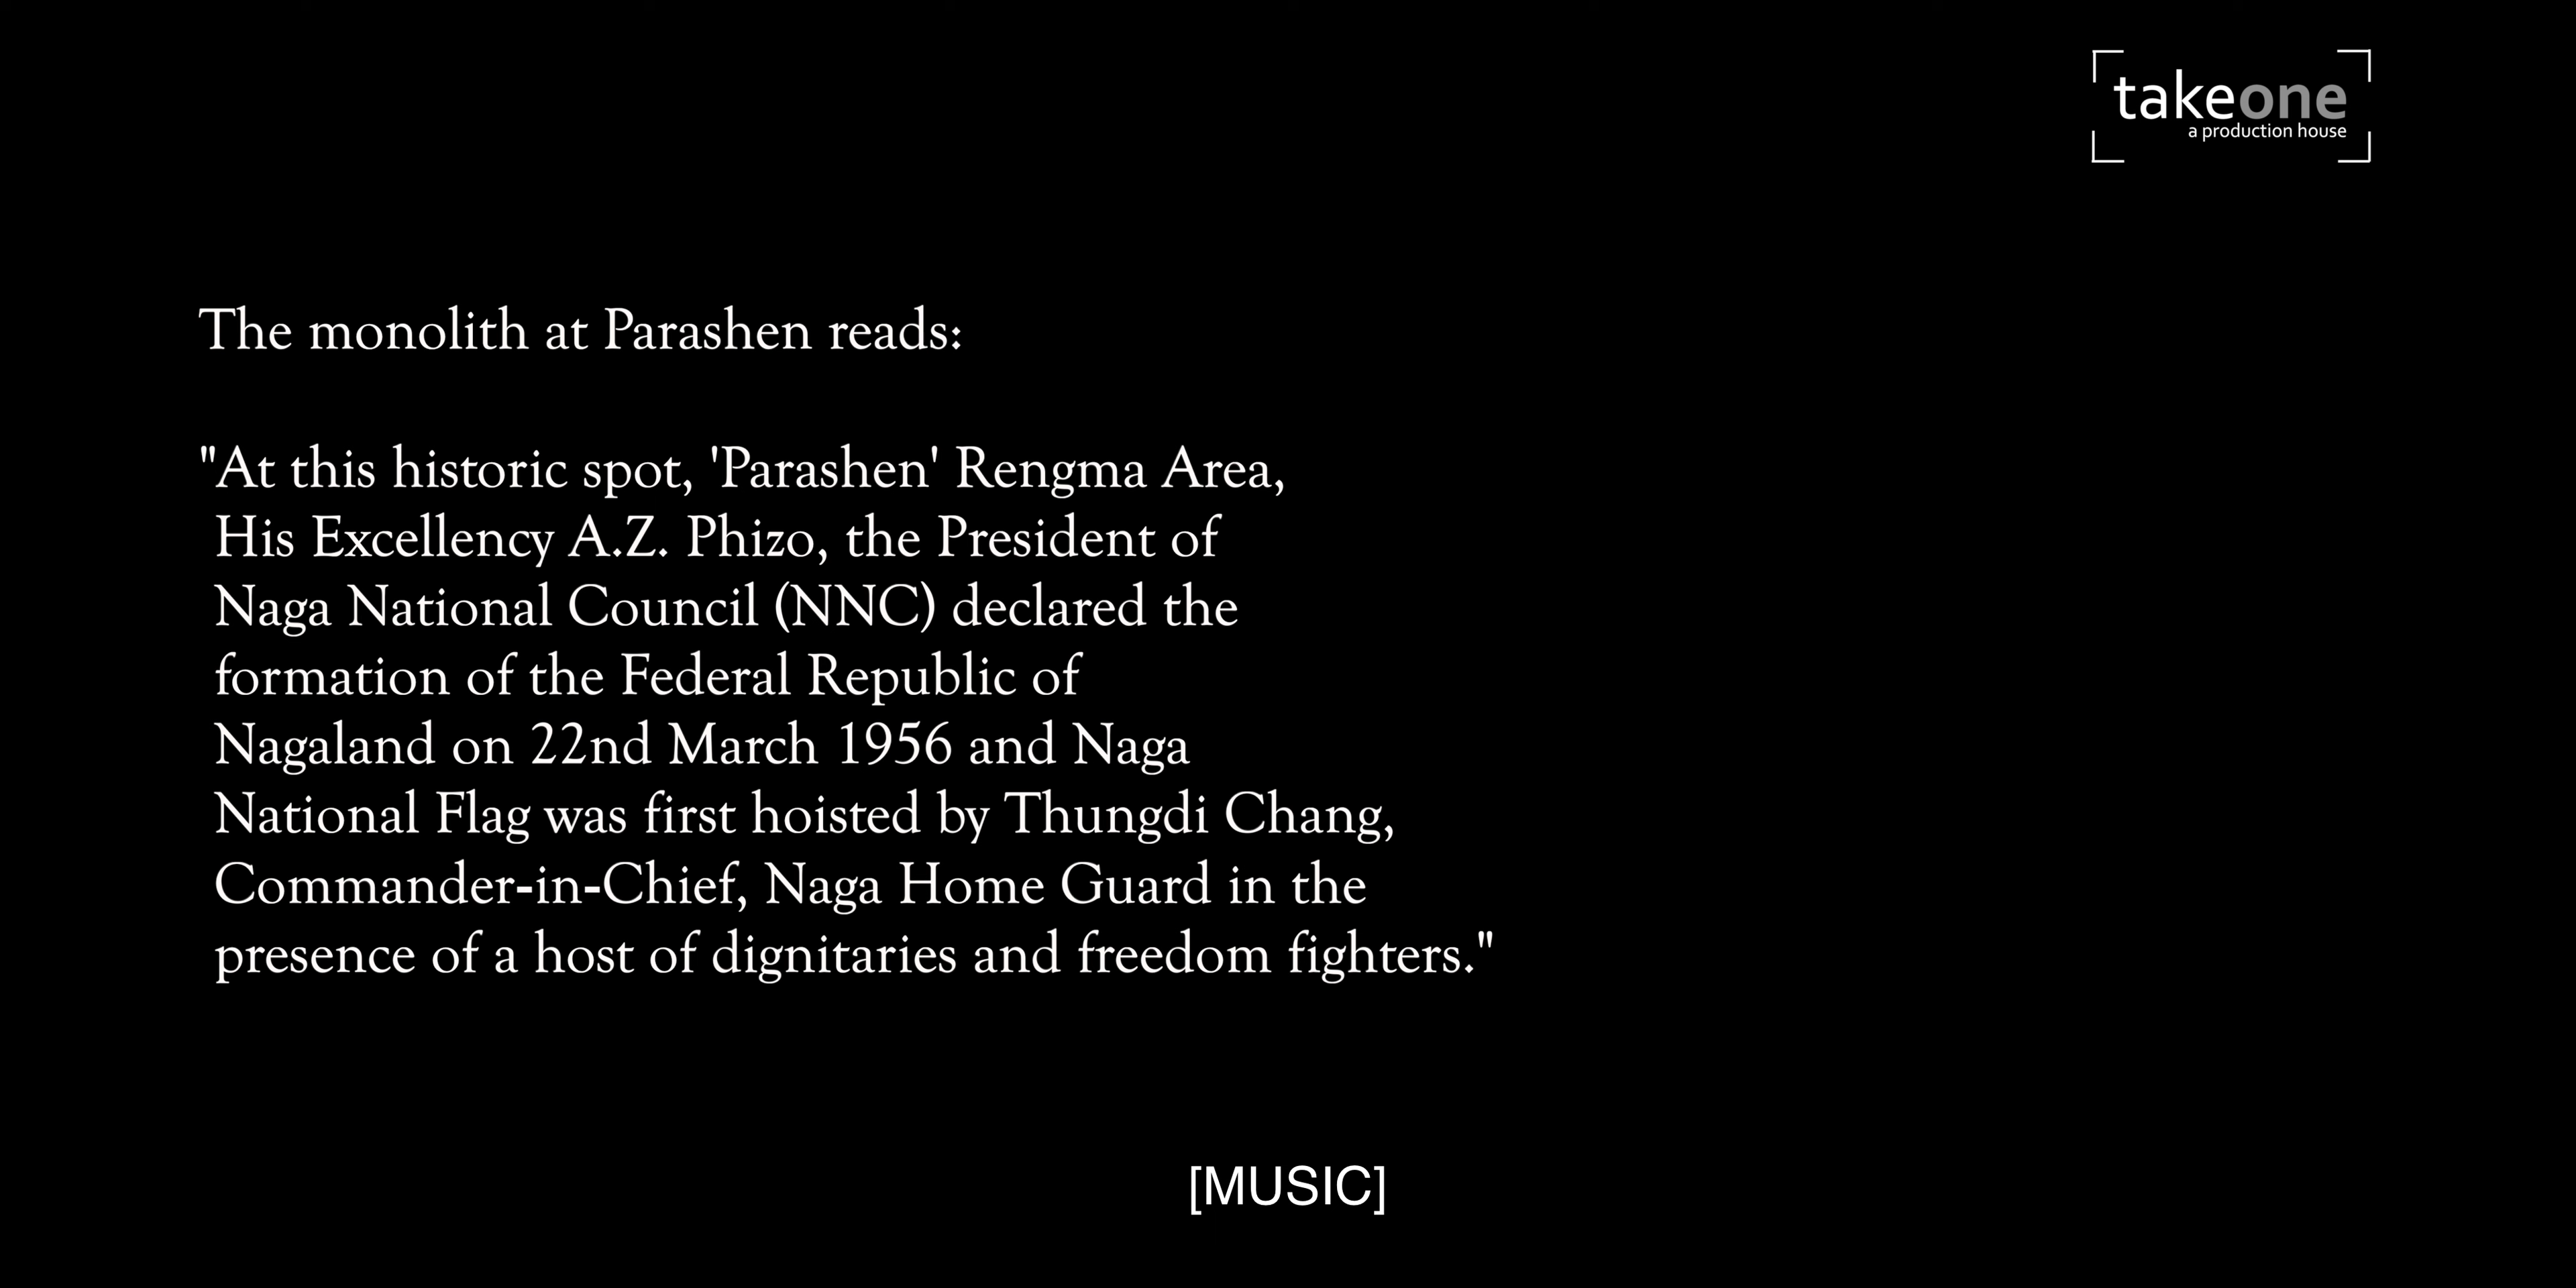 takeone
a production house
The monolith at Parashen reads:
"At this historic spot, 'Parashen' Rengma Area,
His Excellency A.Z. Phizo, the President of
Naga National Council (NNC) declared the
formation of the Federal Republic of
Nagaland on 22nd March 1956 and Naga
National Flag was first hoisted by Thungdi Chang,
Commander-in-Chief, Naga Home Guard in the
presence of a host of dignitaries and freedom fighters."
[MUSIC]